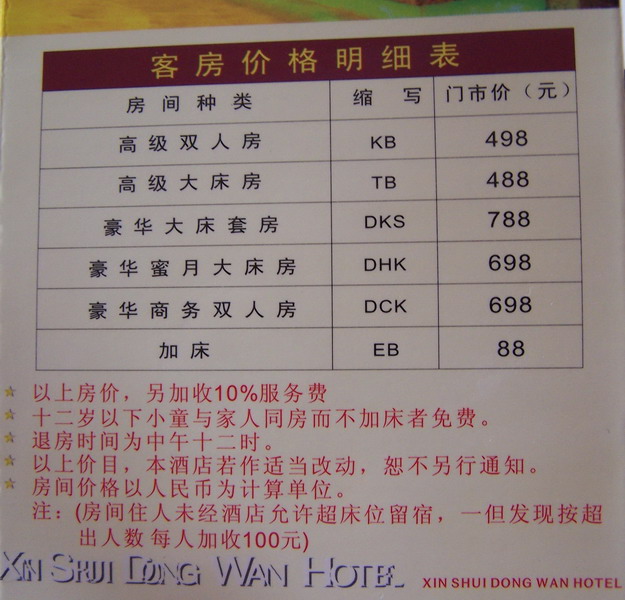 客房价格明细表
房间种类 缩写 门市价（元）
高级双人房 KB 498
高级大床房 TB 488
豪华大床套房 DKS 788
豪华蜜月大床房 DHK 698
豪华商务双人房 DCK 698
加床 EB 88
以上房价，另加收10%服务费
十二岁以下小童与家人同房而不加床者免费。
退房时间为中午十二时。
以上价目，本酒店若作适当改动，恕不另行通知。
房间价格以人民币为计算单位。
注：(房间住人未经酒店允许超床位留宿，一但发现按超
出人数 每人加收100元)
XIN SHUI DONG WAN HOTEL
XIN SHUI DONG WAN HOTEL